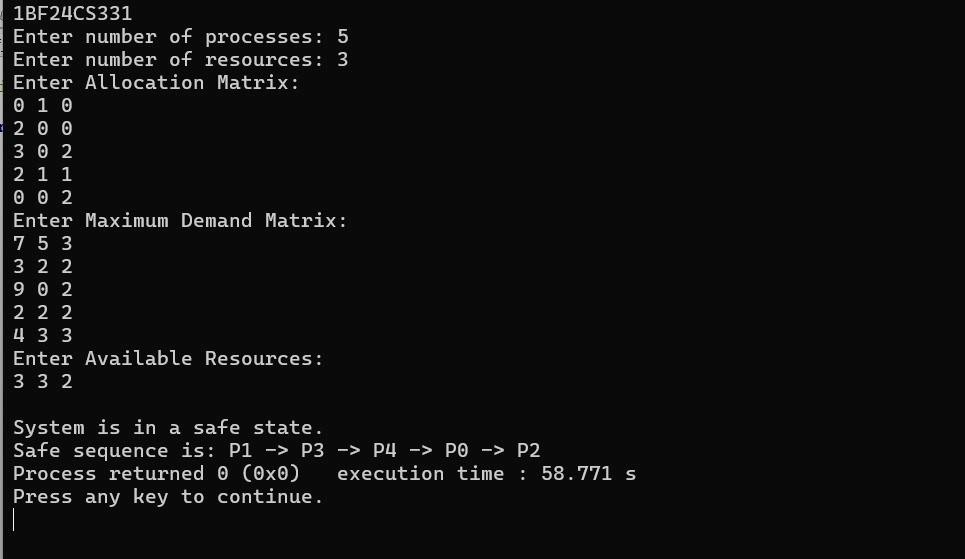 1BF24CS331
Enter number of processes: 5
Enter number of resources: 3
Enter Allocation Matrix:
0 1 0
2 0 0
3 0 2
2 1 1
0 0 2
Enter Maximum Demand Matrix:
7 5 3
3 2 2
9 0 2
2 2 2
4 3 3
Enter Available Resources:
3 3 2
System is in a safe state.
Safe sequence is: P1 -> P3 -> P4 -> P0 -> P2
Process returned 0 (0x0)   execution time : 58.771 s
Press any key to continue.